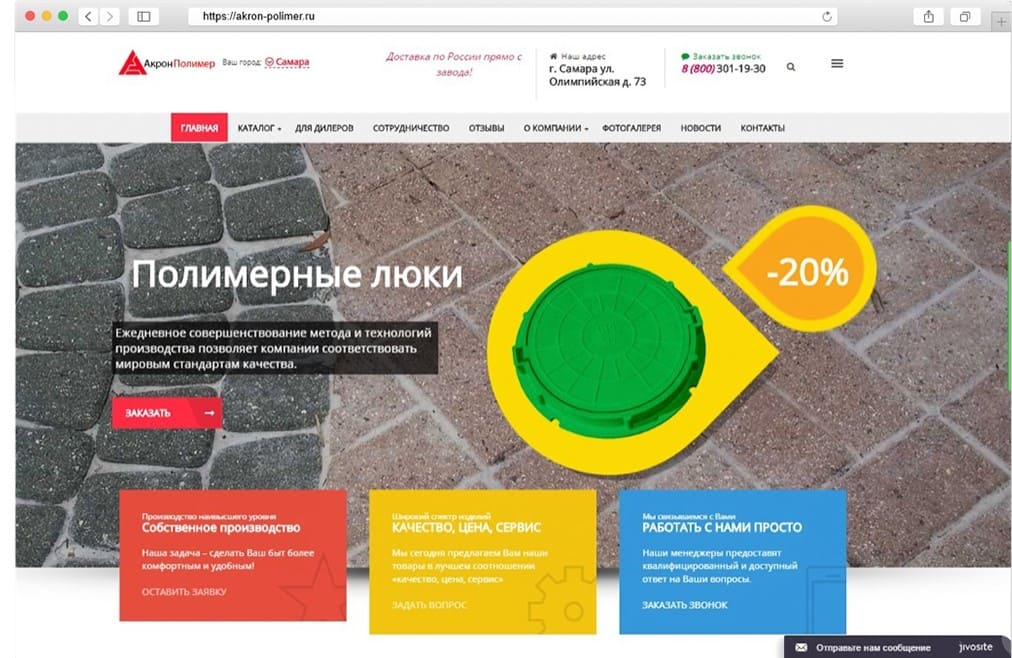 https://akron-polimer.ru
АкронПолимер
Ваш город: Самара
Доставка по России прямо с
завода!
Наш адрес
г. Самара ул.
Олимпийская д. 73
Заказать звонок
8 (800) 301-19-30
ГЛАВНАЯ КАТАЛОГ ДЛЯ ДИЛЕРОВ СОТРУДНИЧЕСТВО ОТЗЫВЫ О КОМПАНИИ ФОТОГАЛЕРЕЯ НОВОСТИ КОНТАКТЫ
Полимерные люки
-20%
Ежедневное совершенствование метода и технологий
производства позволяет компании соответствовать
мировым стандартам качества.
ЗАКАЗАТЬ →
Производство наивысшего уровня
Собственное производство
Наша задача – сделать Ваш быт более
комфортным и удобным!
ОСТАВИТЬ ЗАЯВКУ
Широкий спектр изделий
КАЧЕСТВО, ЦЕНА, СЕРВИС
Мы сегодня предлагаем Вам наши
товары в лучшем соотношении
«качество, цена, сервис»
ЗАДАТЬ ВОПРОС
Мы связываемся с Вами
РАБОТАТЬ С НАМИ ПРОСТО
Наши менеджеры предоставят
квалифицированный и доступный
ответ на Ваши вопросы.
ЗАКАЗАТЬ ЗВОНОК
Отправьте нам сообщение jivosite